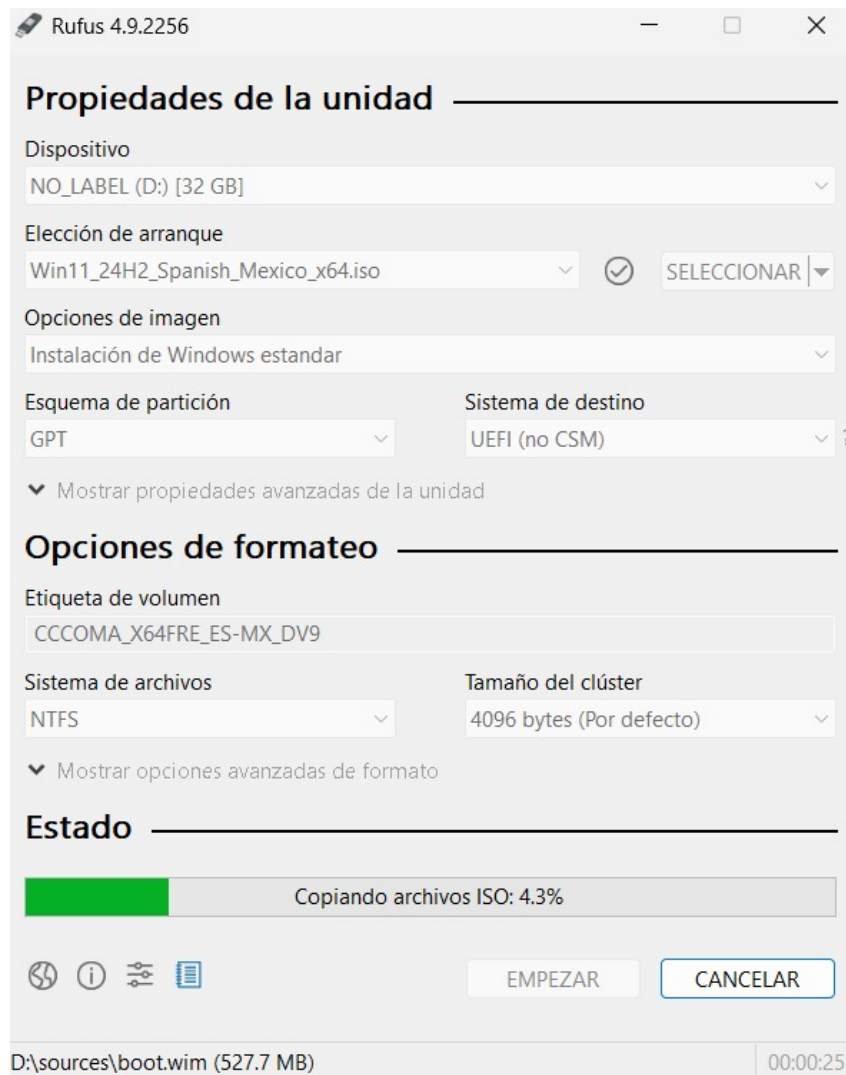 Rufus 4.9.2256
Propiedades de la unidad
Dispositivo
NO_LABEL (D:) [32 GB]
Elección de arranque
Win11_24H2_Spanish_Mexico_x64.iso
SELECCIONAR
Opciones de imagen
Instalación de Windows estandar
Esquema de partición
Sistema de destino
GPT
UEFI (no CSM)
Mostrar propiedades avanzadas de la unidad
Opciones de formateo
Etiqueta de volumen
CCCOMA_X64FRE_ES-MX_DV9
Sistema de archivos
Tamaño del clúster
NTFS
4096 bytes (Por defecto)
Mostrar opciones avanzadas de formato
Estado
Copiando archivos ISO: 4.3%
EMPEZAR
CANCELAR
D:\sources\boot.wim (527.7 MB)
00:00:25